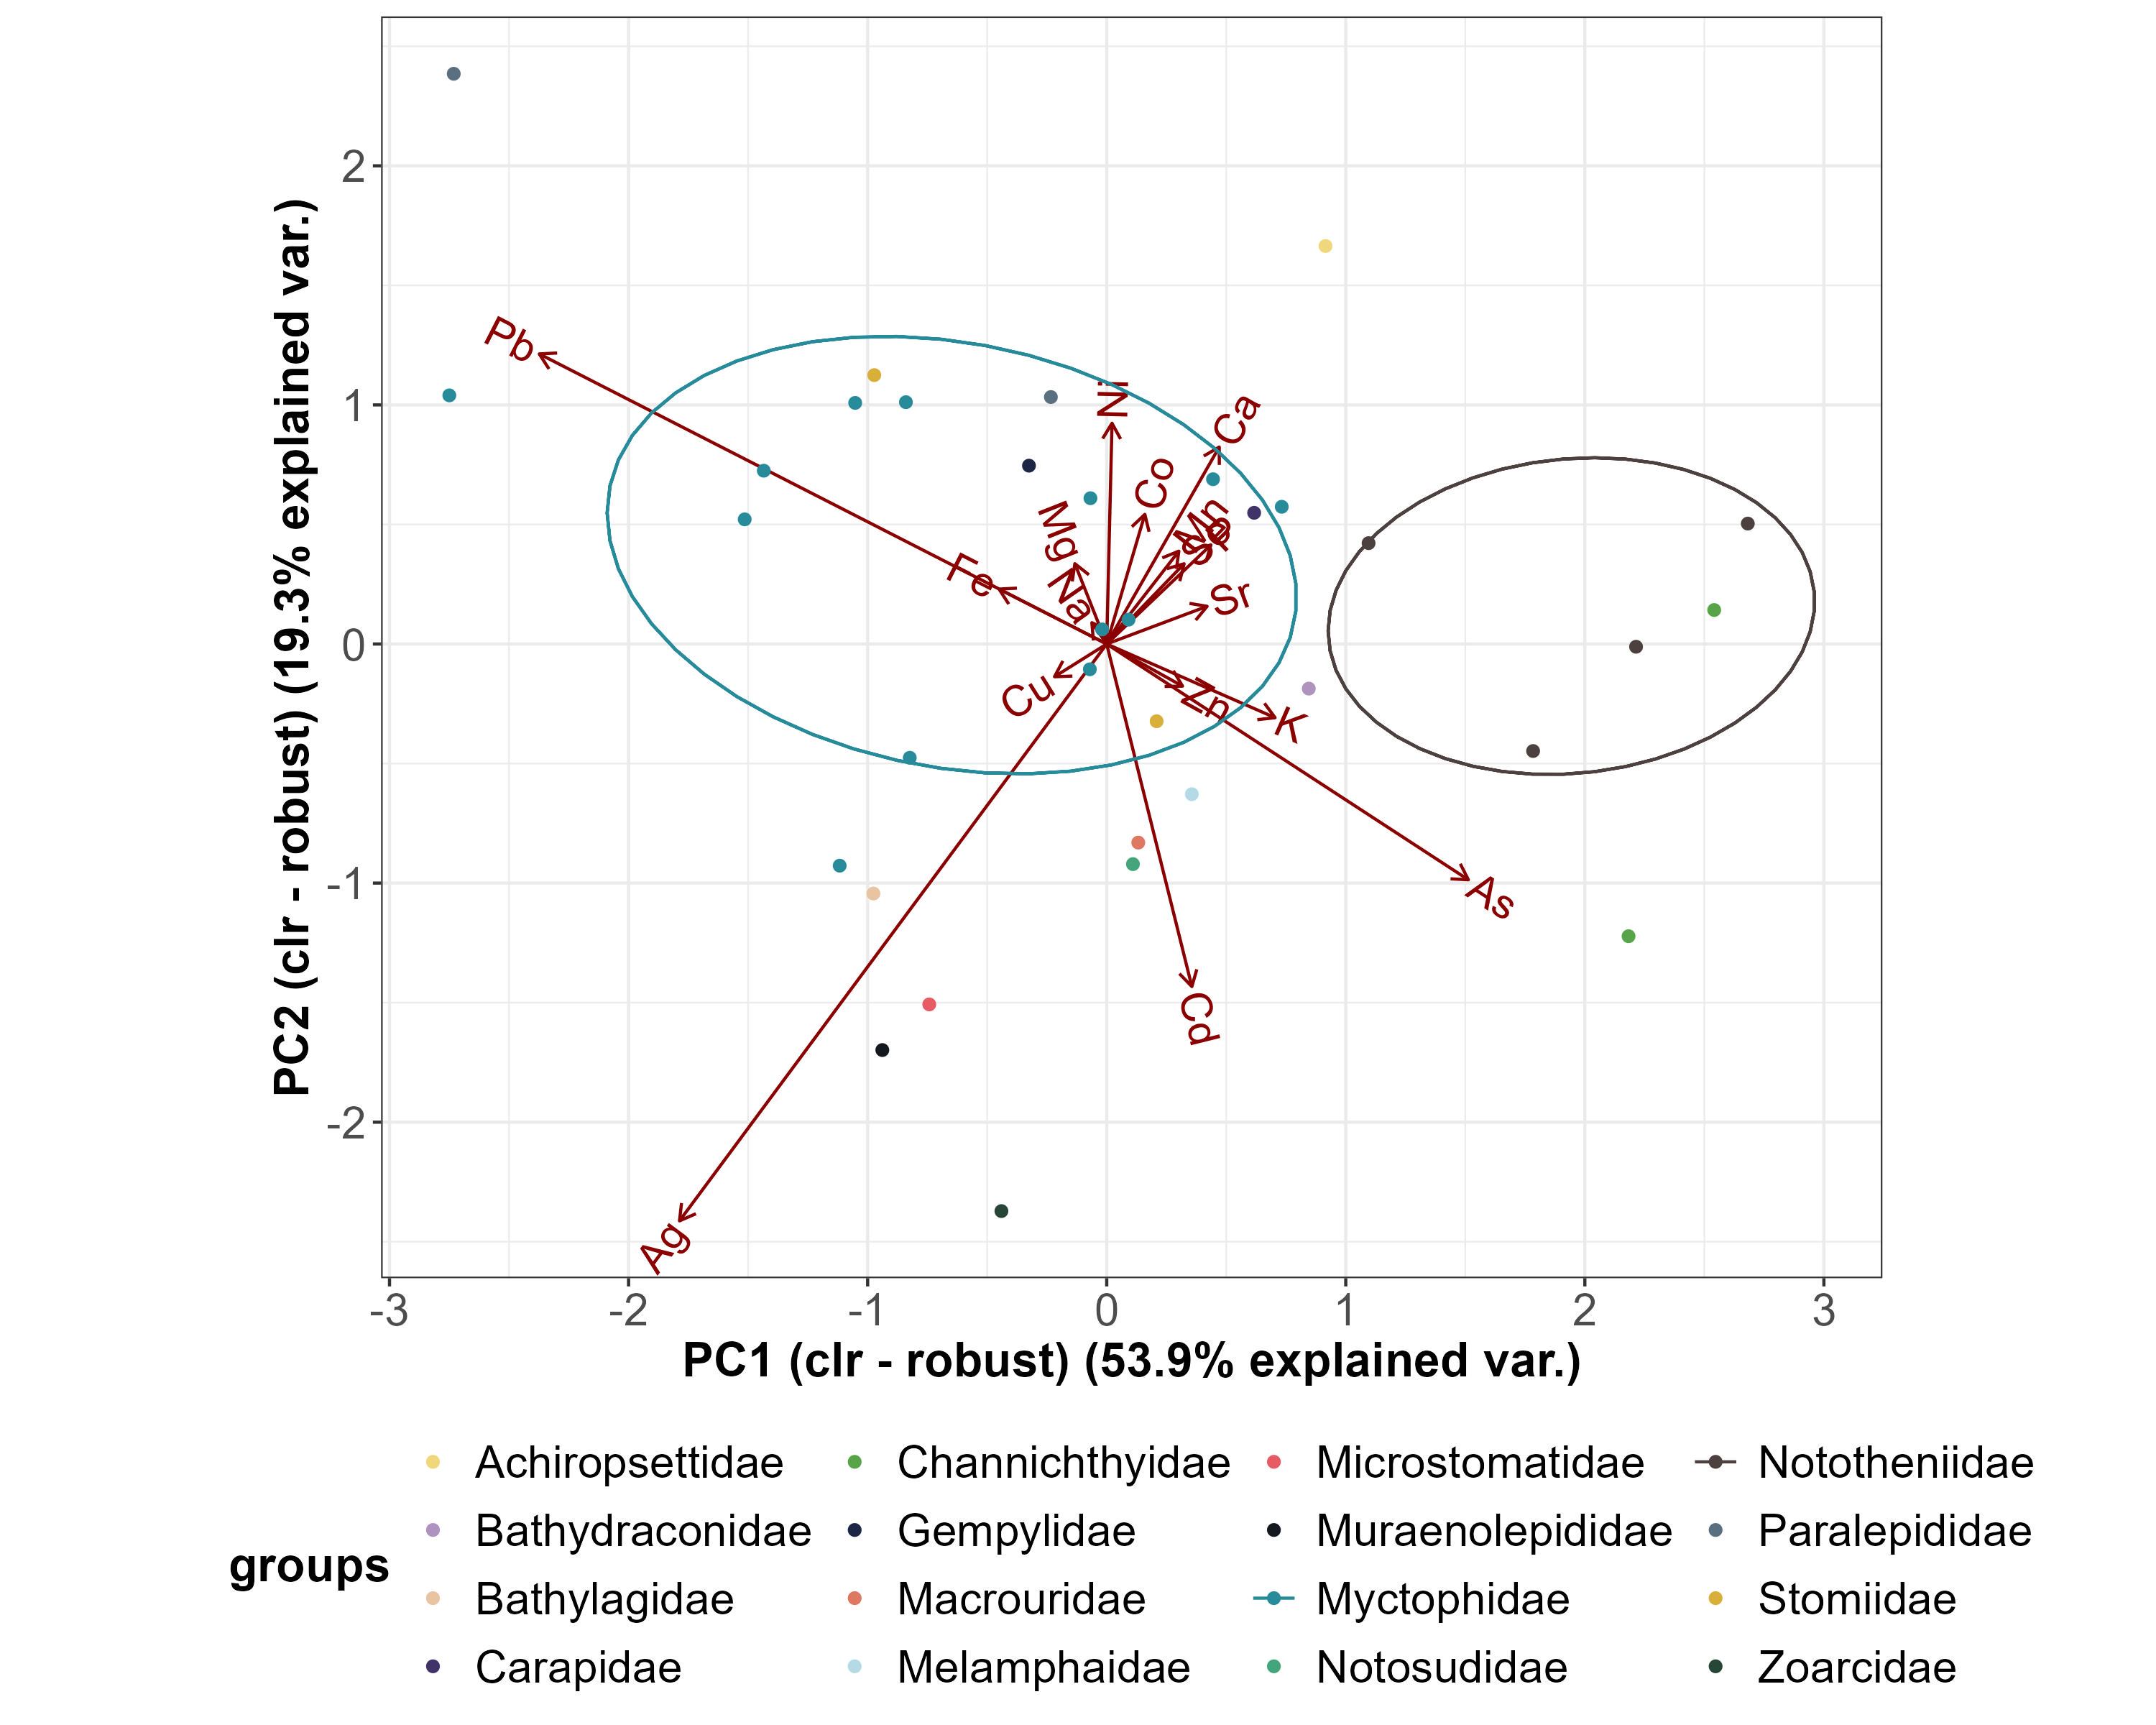 PC2 (clr - robust) (19.3% explained var.)
2
1
0
-1
-2
Pb
Ni
Ca
Co
Mg
Fe
Na
Sr
Cu
Zn
K
As
Cd
Ag
-3 -2 -1 0 1 2 3
PC1 (clr - robust) (53.9% explained var.)
groups
Achiropsettidae Channichthyidae Microstomatidae Nototheniidae
Bathydraconidae Gempylidae Muraenolepididae Paralepididae
Bathylagidae Macrouridae Myctophidae Stomiidae
Carapidae Melamphaidae Notosudidae Zoarcidae